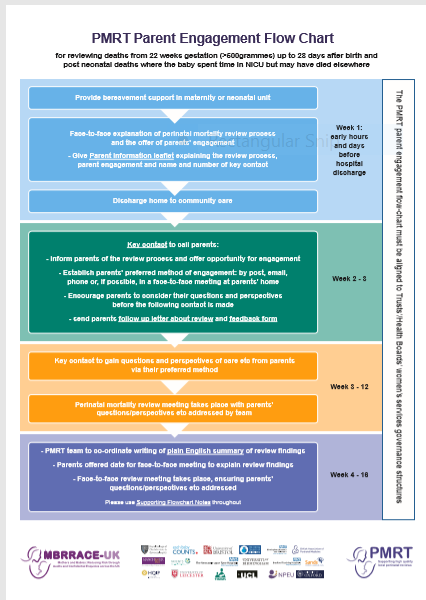 PMRT Parent Engagement Flow Chart
for reviewing deaths from 22 weeks gestation (>500grammes) up to 28 days after birth and
post neonatal deaths where the baby spent time in NICU but may have died elsewhere
Provide bereavement support in maternity or neonatal unit
Face-to-face explanation of perinatal mortality review process
and the offer of parents' engagement
- Give Parent information leaflet explaining the review process,
parent engagement and name and number of key contact
Discharge home to community care
Week 1:
early hours
and days
before
hospital
discharge
Key contact to call parents:
- Inform parents of the review process and offer opportunity for engagement
- Establish parents' preferred method of engagement: by post, email,
phone or, if possible, in a face-to-face meeting at parents' home
- Encourage parents to consider their questions and perspectives
before the following contact is made
- send parents follow up letter about review and feedback form
Week 2 - 8
Key contact to gain questions and perspectives of care etc from parents
via their preferred method
Perinatal mortality review meeting takes place with parents'
questions/perspectives etc addressed by team
Week 3 - 12
- PMRT team to co-ordinate writing of plain English summary of review findings
- Parents offered date for face-to-face meeting to explain review findings
- Face-to-face review meeting takes place, ensuring parents'
questions/perspectives etc addressed
Please use Supporting Flowchart Notes throughout
Week 4 - 16
The PMRT parent engagement flow-chart must be aligned to Trusts'/Health Boards' women's services governance structures
MBRRACE-UK
PMRT
UCL
NPEU
OXFORD